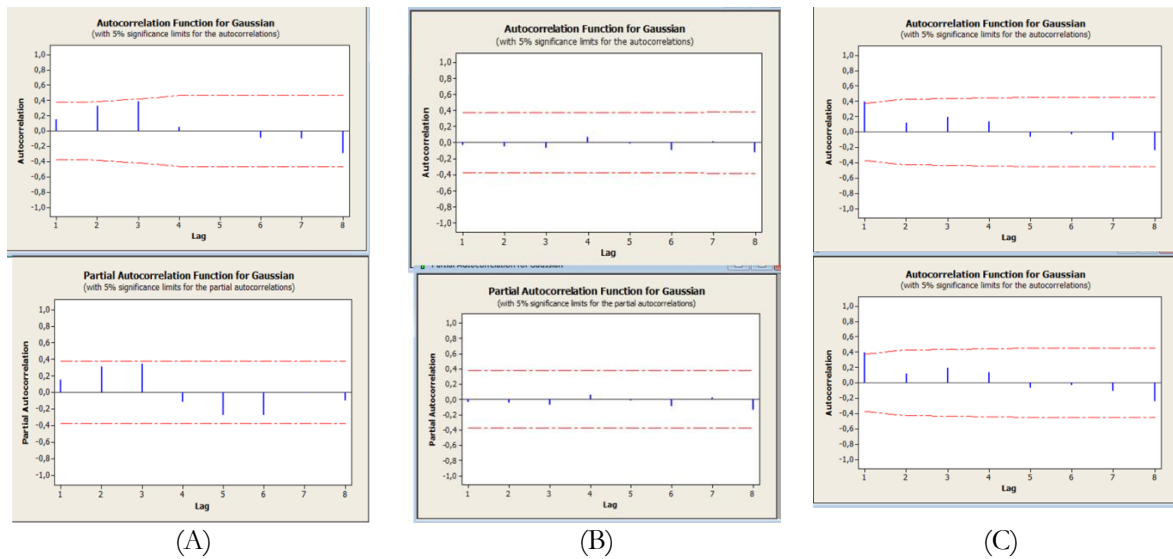 Autocorrelation Function for Gaussian
(with 5% significance limits for the autocorrelations)
1,0
0,8
0,6
0,4
0,2
0,0
-0,2
-0,4
-0,6
-0,8
-1,0
Autocorrelation
1 2 3 4 5 6 7 8
Lag
Partial Autocorrelation Function for Gaussian
(with 5% significance limits for the partial autocorrelations)
1,0
0,8
0,6
0,4
0,2
0,0
-0,2
-0,4
-0,6
-0,8
-1,0
Partial Autocorrelation
1 2 3 4 5 6 7 8
Lag
(A)
Autocorrelation Function for Gaussian
(with 5% significance limits for the autocorrelations)
1,0
0,8
0,6
0,4
0,2
0,0
-0,2
-0,4
-0,6
-0,8
-1,0
Autocorrelation
1 2 3 4 5 6 7 8
Lag
Partial Autocorrelation Function for Gaussian
(with 5% significance limits for the partial autocorrelations)
1,0
0,8
0,6
0,4
0,2
0,0
-0,2
-0,4
-0,6
-0,8
-1,0
Partial Autocorrelation
1 2 3 4 5 6 7 8
Lag
(B)
Autocorrelation Function for Gaussian
(with 5% significance limits for the autocorrelations)
1,0
0,8
0,6
0,4
0,2
0,0
-0,2
-0,4
-0,6
-0,8
-1,0
Autocorrelation
1 2 3 4 5 6 7 8
Lag
Autocorrelation Function for Gaussian
(with 5% significance limits for the autocorrelations)
1,0
0,8
0,6
0,4
0,2
0,0
-0,2
-0,4
-0,6
-0,8
-1,0
Autocorrelation
1 2 3 4 5 6 7 8
Lag
(C)